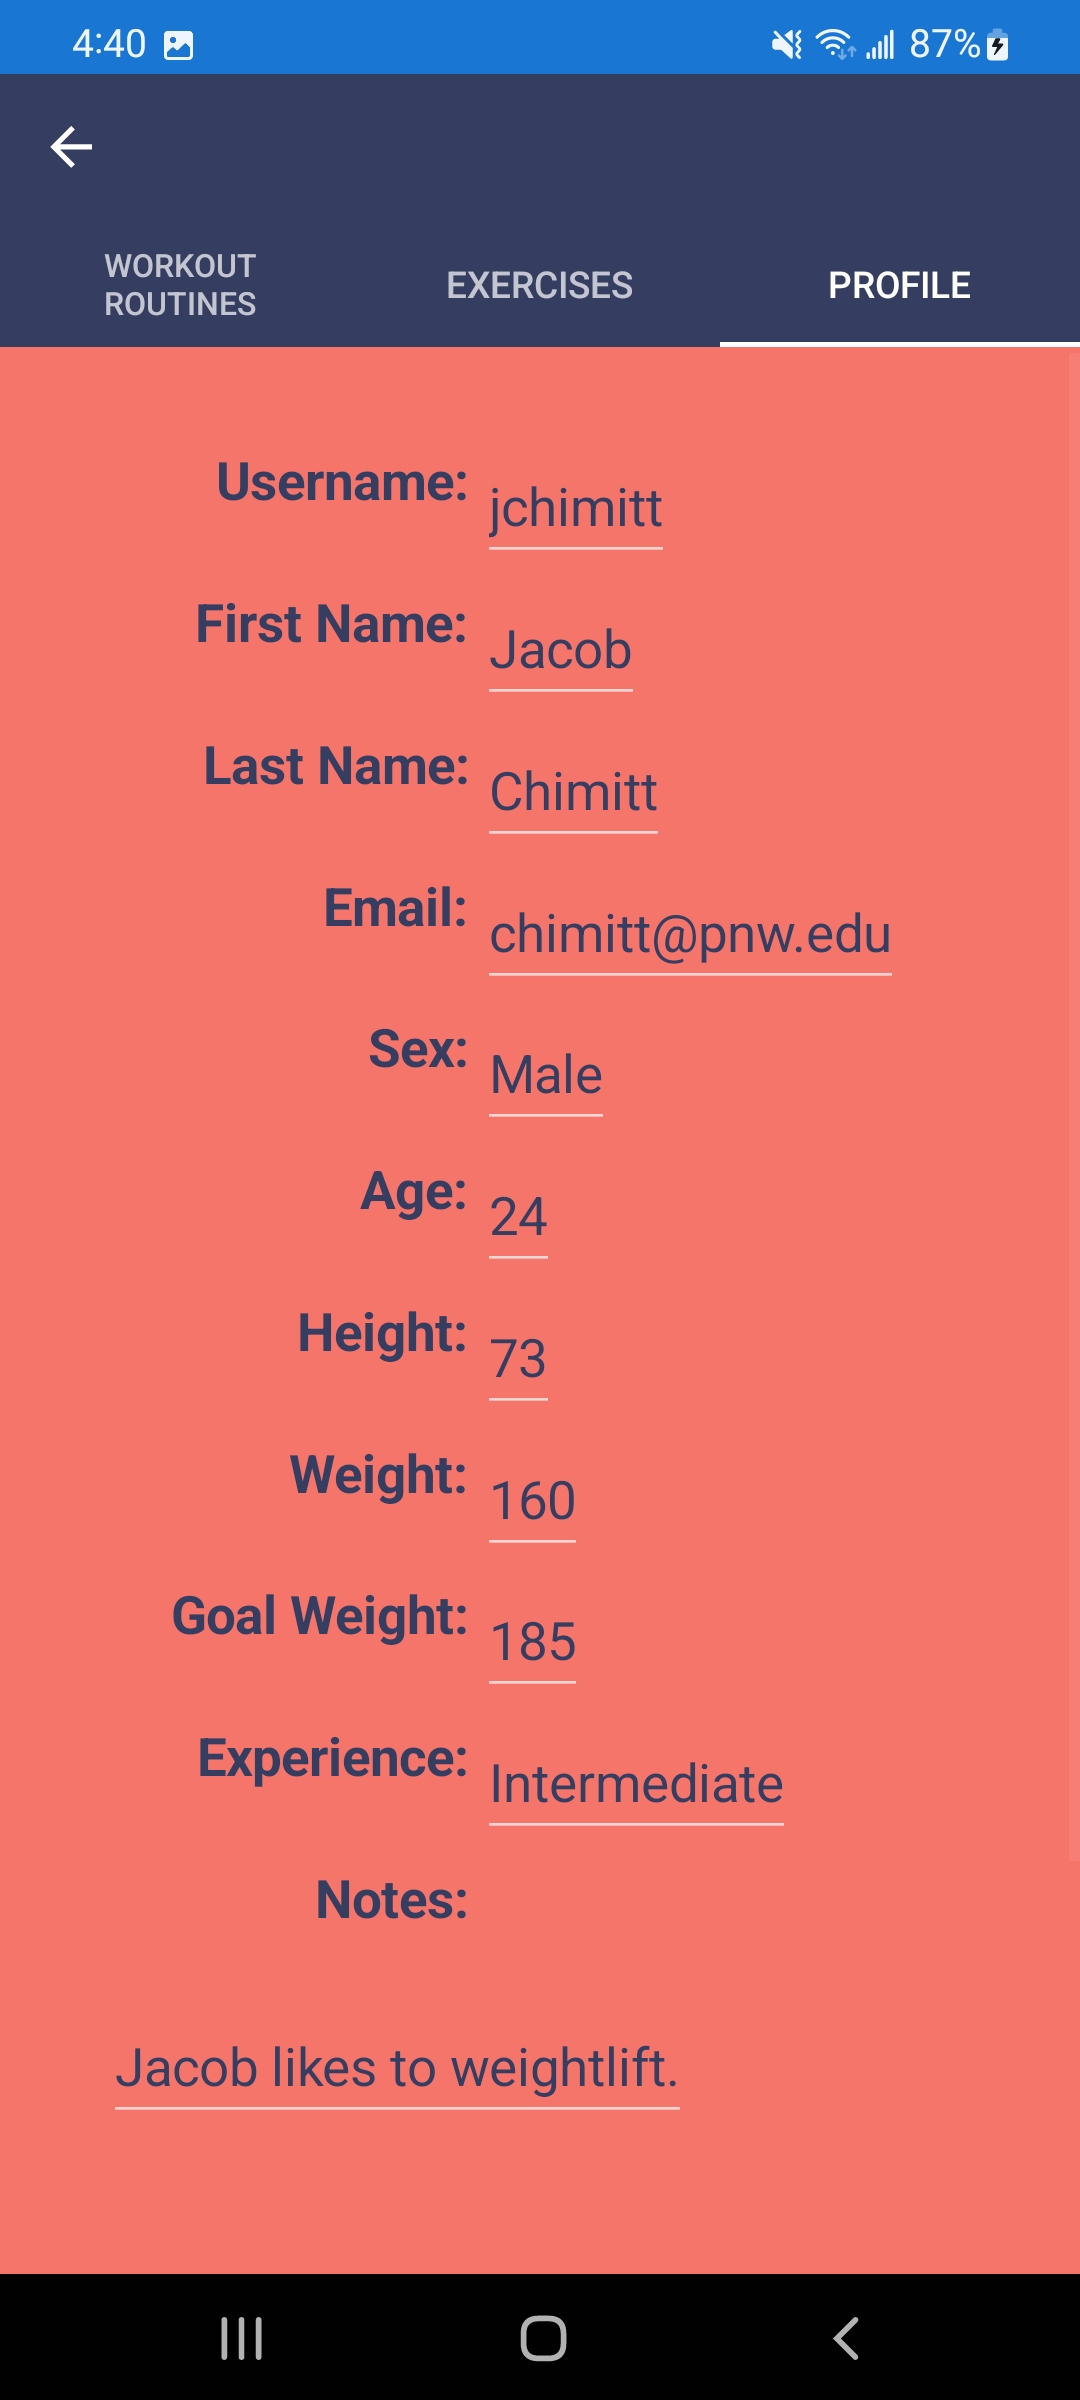 4:40 87%
WORKOUT
ROUTINES
EXERCISES
PROFILE
Username: jchimitt
First Name: Jacob
Last Name: Chimitt
Email: chimitt@pnw.edu
Sex: Male
Age: 24
Height: 73
Weight: 160
Goal Weight: 185
Experience: Intermediate
Notes:
Jacob likes to weightlift.